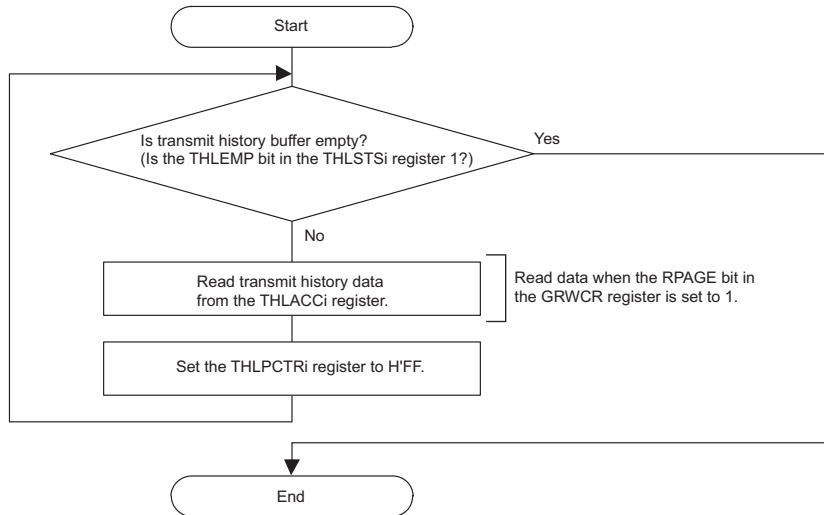 Start
Is transmit history buffer empty?
(Is the THLEMP bit in the THLSTSi register 1?)
Yes
No
Read transmit history data
from the THLACCi register.
Read data when the RPAGE bit in
the GRWCR register is set to 1.
Set the THLPCTRi register to H'FF.
End